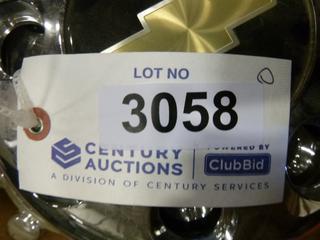 LOT NO
3058
CENTURY
AUCTIONS
POWERED BY
ClubBid
A DIVISION OF CENTURY SERVICES